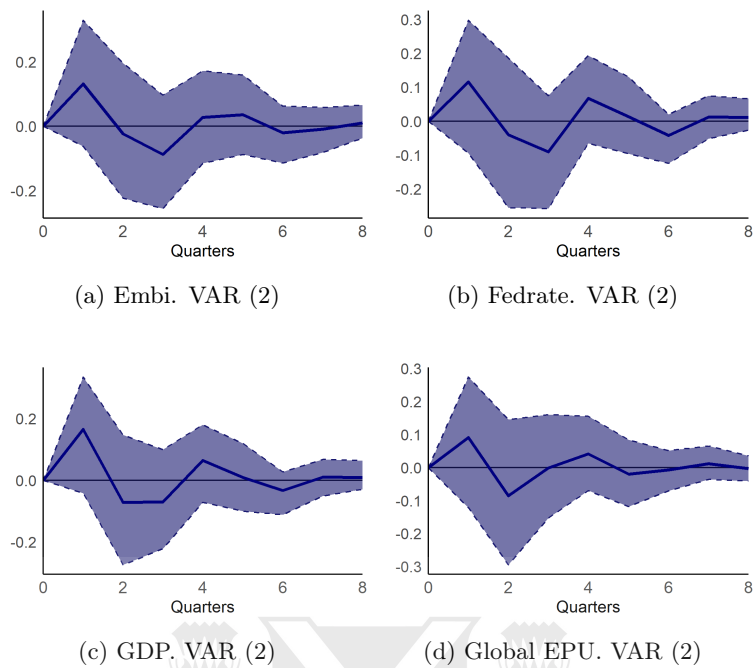 0.2
0.0
-0.2
0 2 4 6 8
Quarters
(a) Embi. VAR (2)
0.3
0.2
0.1
0.0
-0.1
-0.2
0 2 4 6 8
Quarters
(b) Fedrate. VAR (2)
0.2
0.0
-0.2
0 2 4 6 8
Quarters
(c) GDP. VAR (2)
0.3
0.2
0.1
0.0
-0.1
-0.2
-0.3
0 2 4 6 8
Quarters
(d) Global EPU. VAR (2)